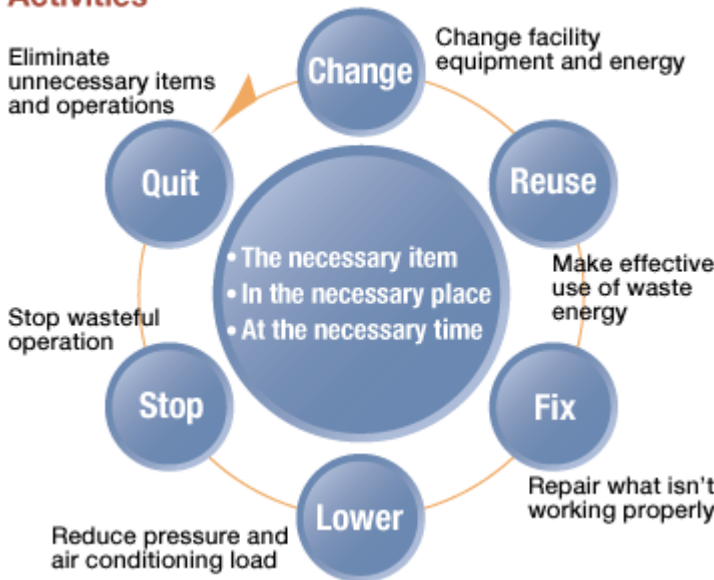 Activities
Change
Change facility
equipment and energy
Reuse
Make effective
use of waste
energy
Fix
Repair what isn't
working properly
Lower
Reduce pressure and
air conditioning load
Stop
Stop wasteful
operation
Quit
Eliminate
unnecessary items
and operations
• The necessary item
• In the necessary place
• At the necessary time